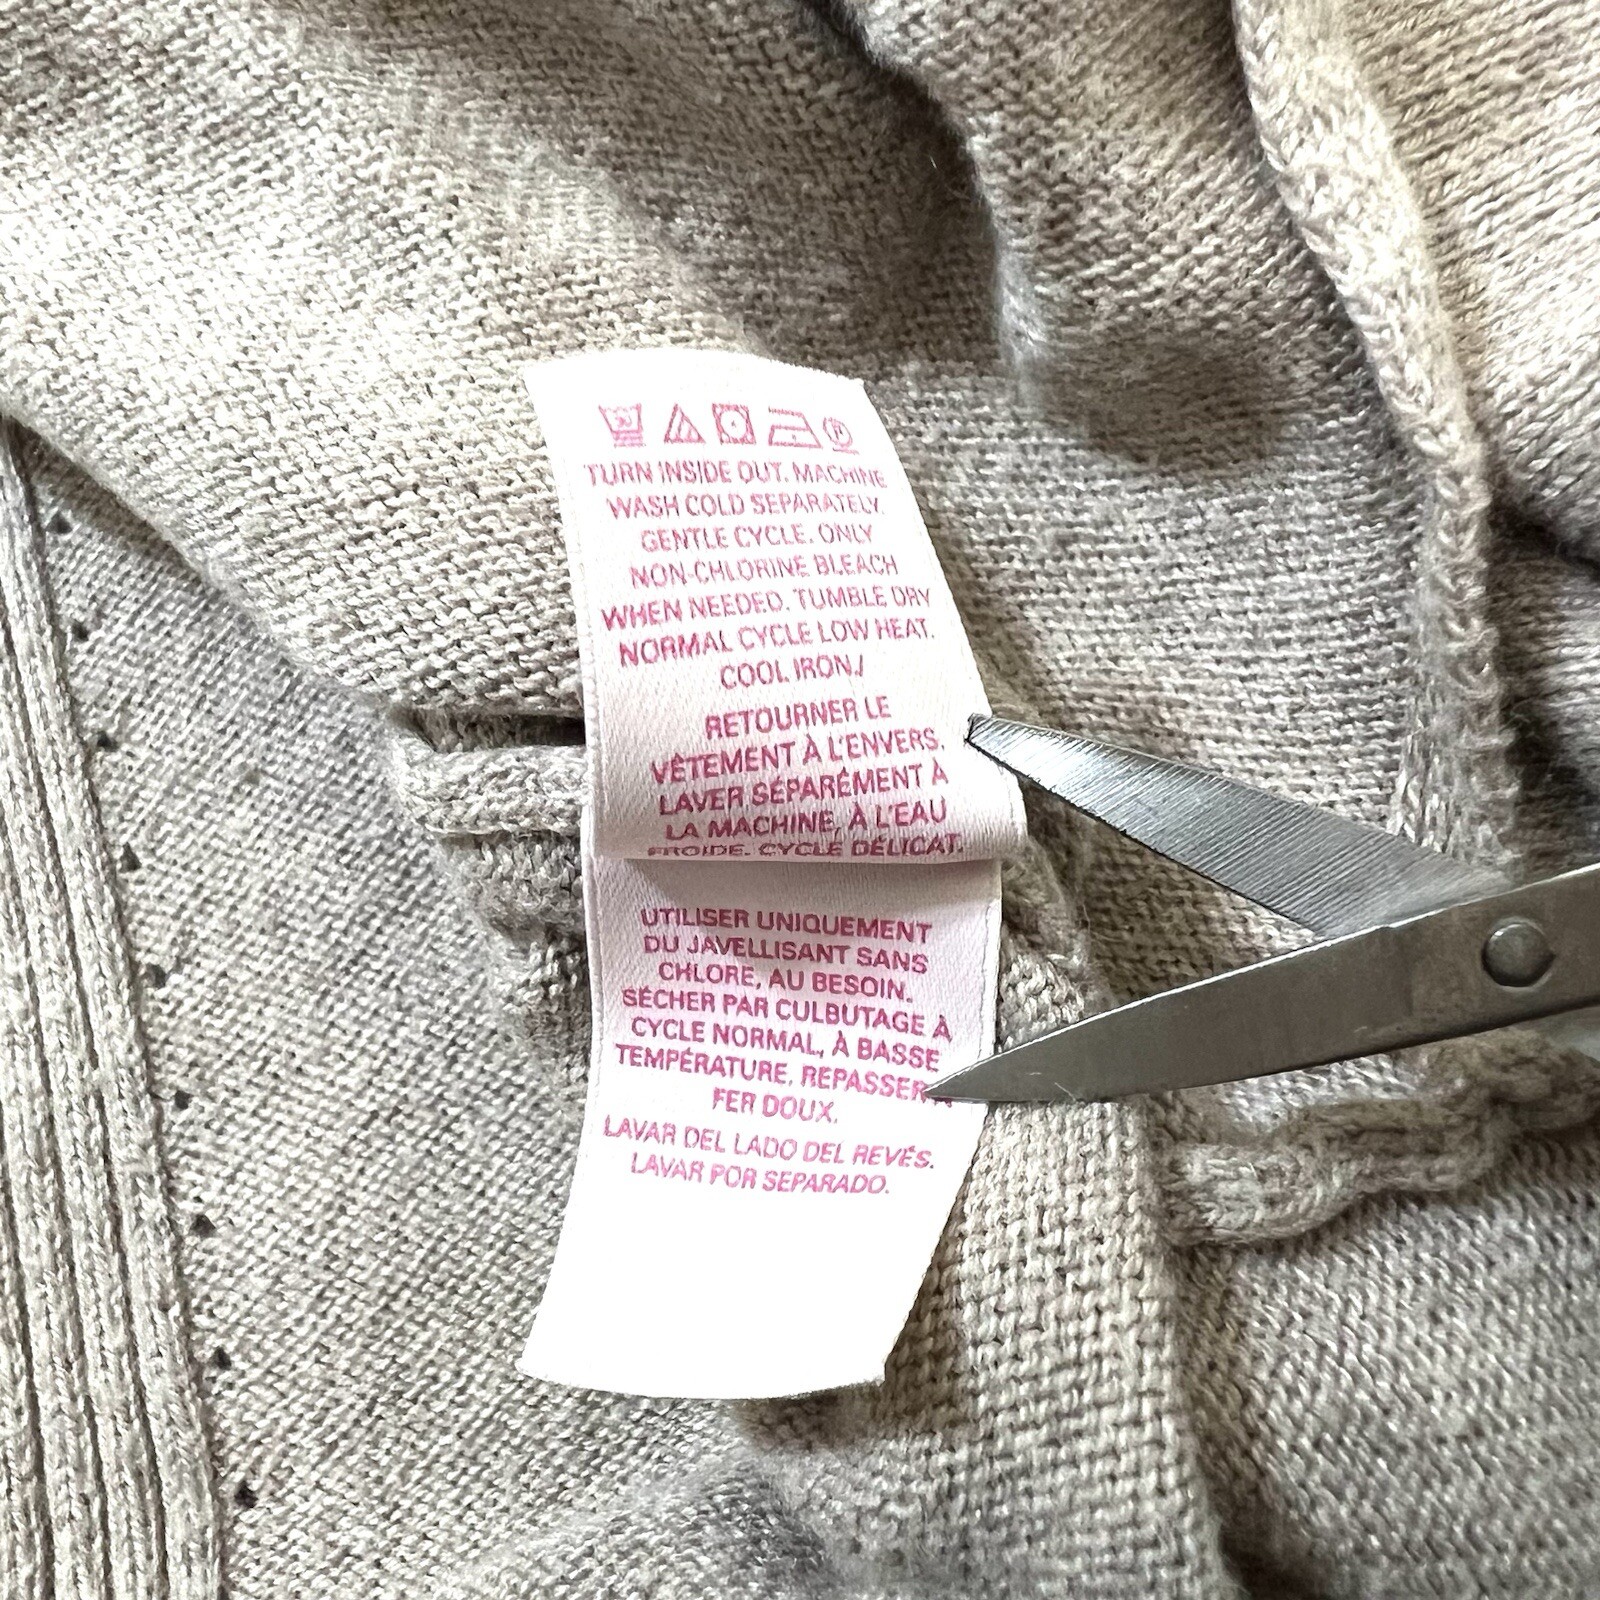 TURN INSIDE OUT. MACHINE
WASH COLD SEPARATELY.
GENTLE CYCLE. ONLY
NON-CHLORINE BLEACH
WHEN NEEDED. TUMBLE DRY
NORMAL CYCLE LOW HEAT.
COOL IRON./
RETOURNER LE
VÊTEMENT À L'ENVERS.
LAVER SÉPARÉMENT À
LA MACHINE, À L'EAU
FROIDE. CYCLE DÉLICAT.
UTILISER UNIQUEMENT
DU JAVELLISANT SANS
CHLORE, AU BESOIN.
SÉCHER PAR CULBUTAGE À
CYCLE NORMAL, À BASSE
TEMPÉRATURE. REPASSER À
FER DOUX.
LAVAR DEL LADO DEL REVÉS.
LAVAR POR SEPARADO.